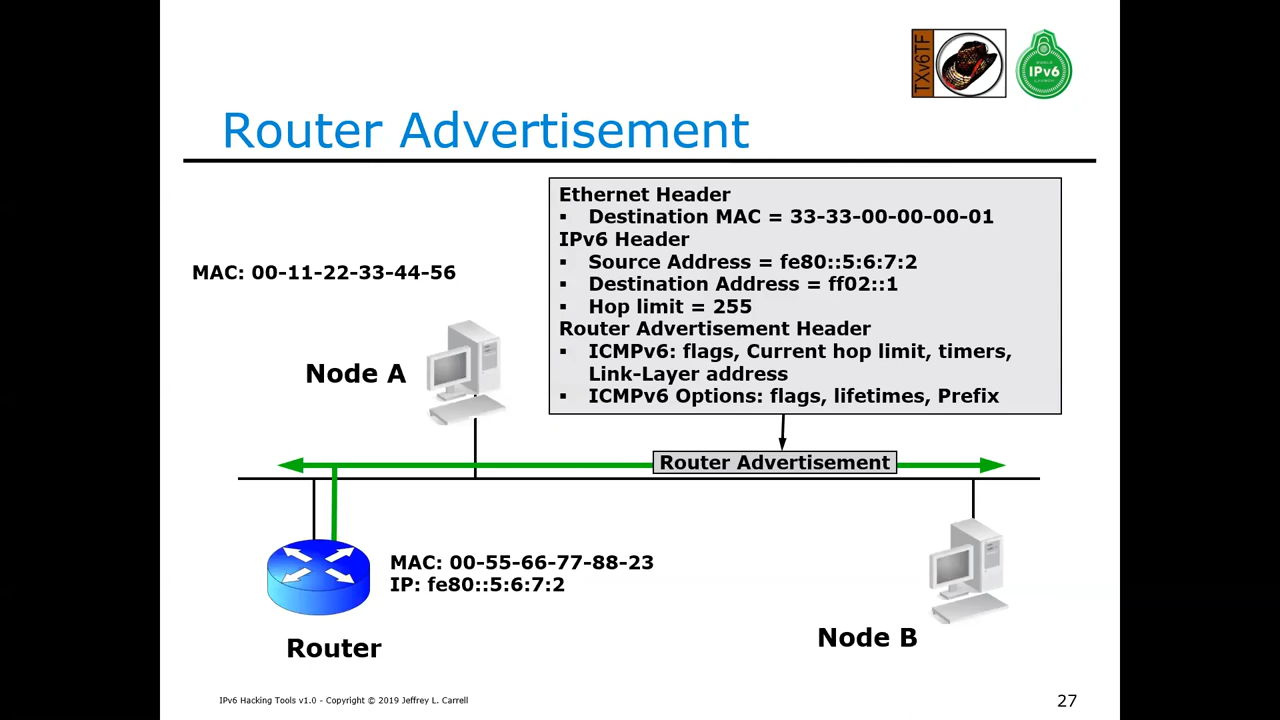 TXv6TF
WORLD
IPv6
LAUNCH
Router Advertisement
Ethernet Header
▪ Destination MAC = 33-33-00-00-00-01
IPv6 Header
▪ Source Address = fe80::5:6:7:2
▪ Destination Address = ff02::1
▪ Hop limit = 255
Router Advertisement Header
▪ ICMPv6: flags, Current hop limit, timers,
Link-Layer address
▪ ICMPv6 Options: flags, lifetimes, Prefix
MAC: 00-11-22-33-44-56
Node A
Router Advertisement
MAC: 00-55-66-77-88-23
IP: fe80::5:6:7:2
Router
Node B
IPv6 Hacking Tools v1.0 - Copyright © 2019 Jeffrey L. Carrell
27